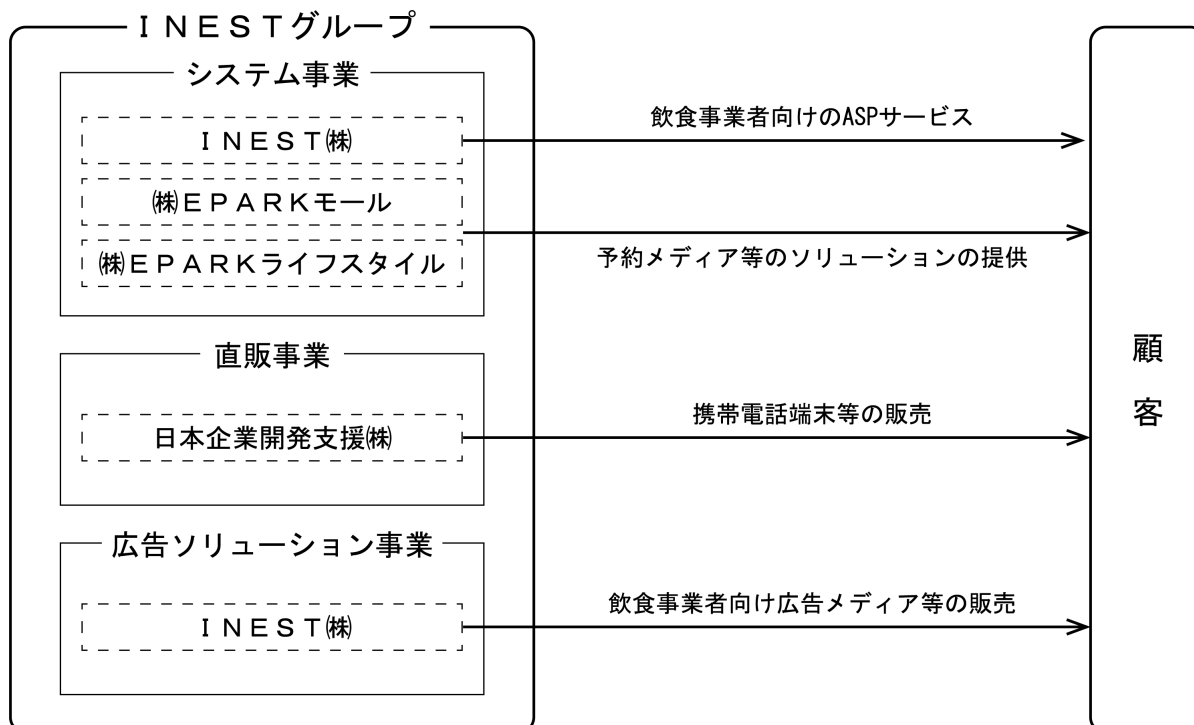 ＩＮＥＳＴグループ
システム事業
ＩＮＥＳＴ㈱
飲食事業者向けのASPサービス
㈱ＥＰＡＲＫモール
㈱ＥＰＡＲＫライフスタイル
予約メディア等のソリューションの提供
直販事業
日本企業開発支援㈱
携帯電話端末等の販売
広告ソリューション事業
ＩＮＥＳＴ㈱
飲食事業者向け広告メディア等の販売
顧客